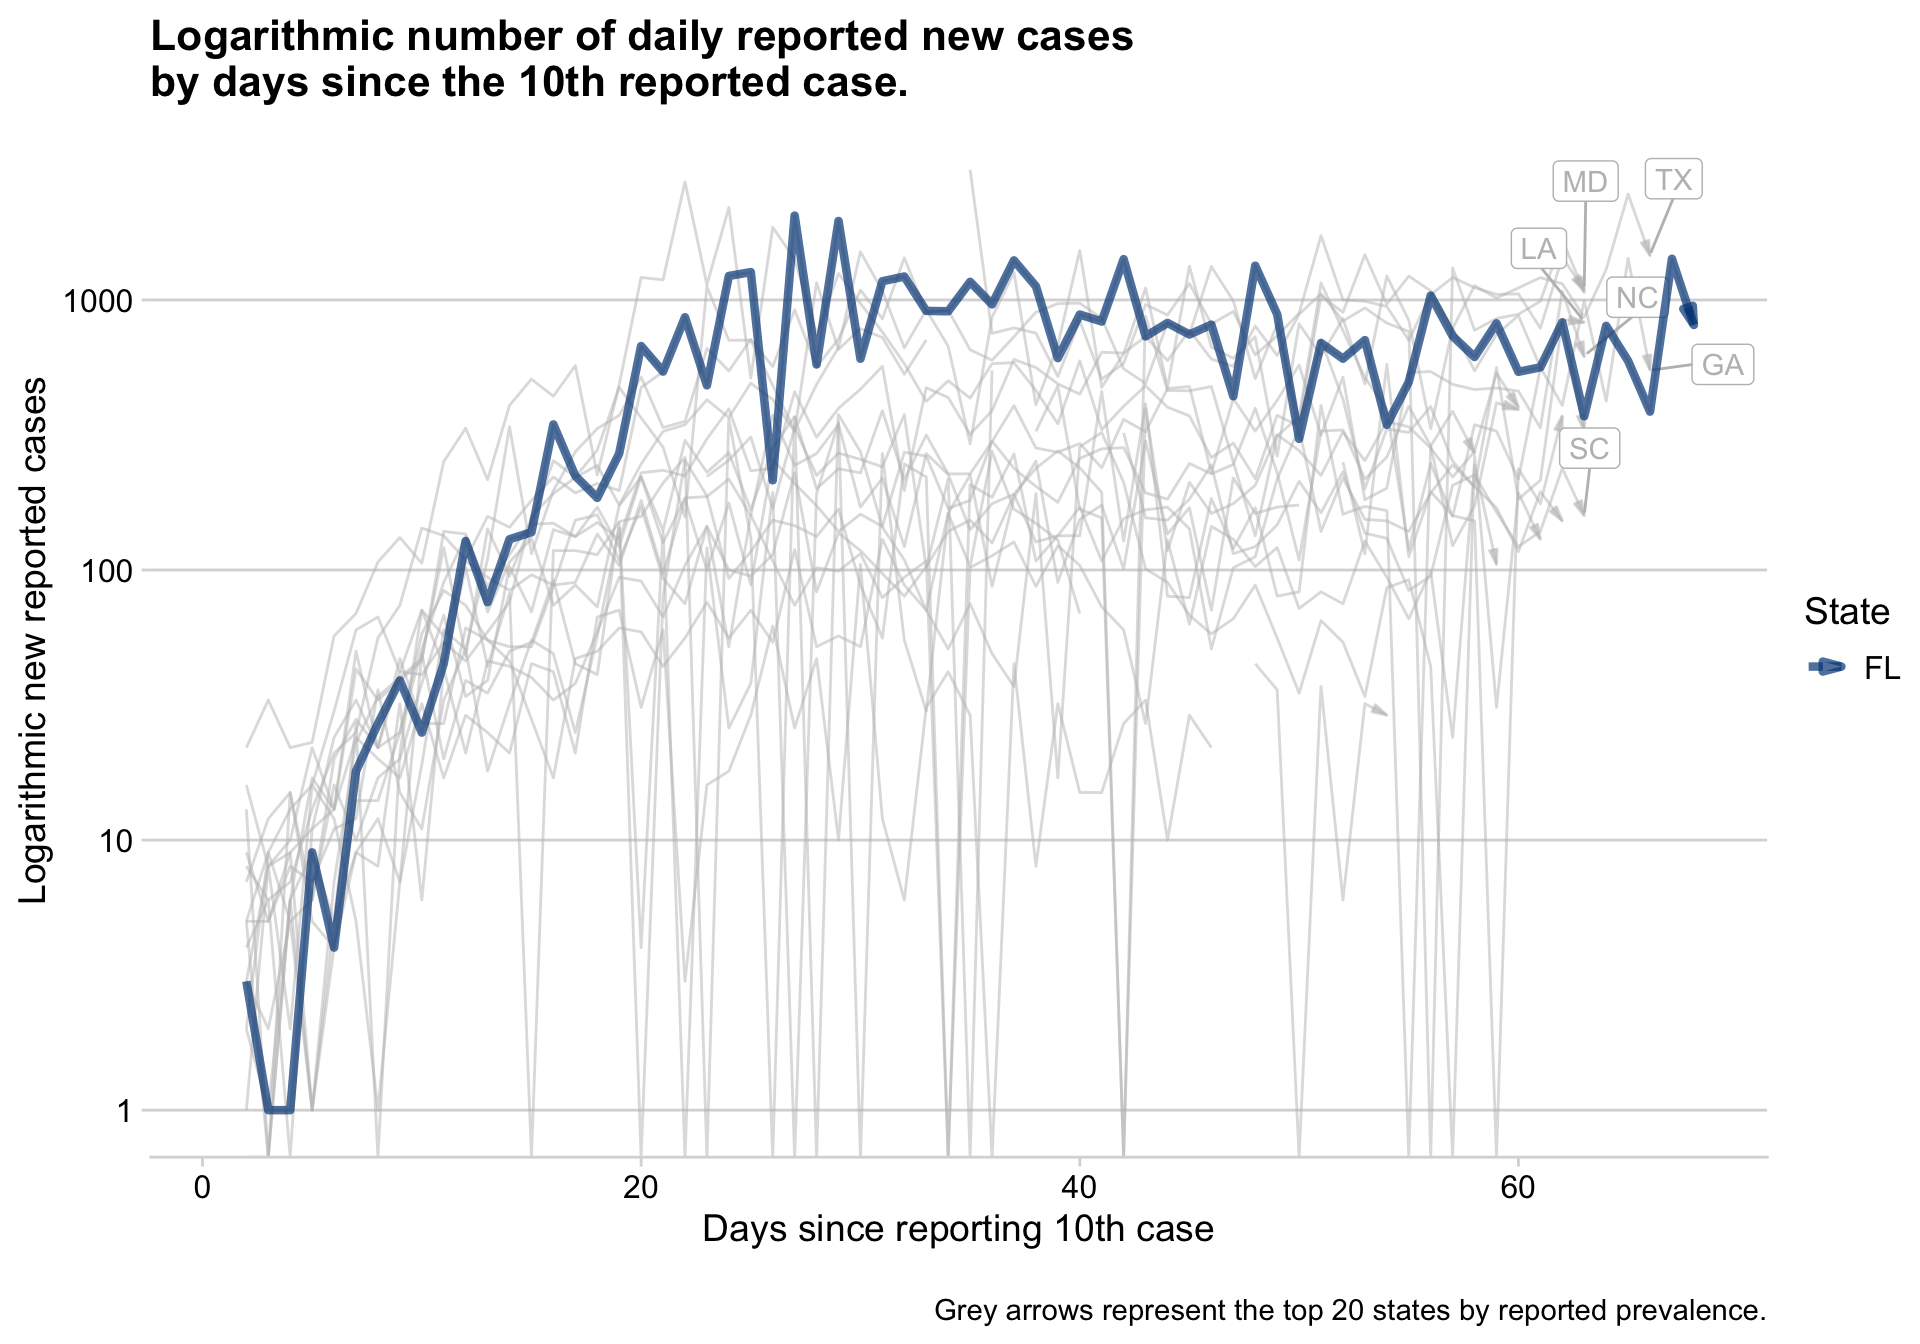 Logarithmic number of daily reported new cases
by days since the 10th reported case.
MD
TX
LA
NC
GA
SC
Logarithmic new reported cases
1000
100
10
1
0
20
40
60
Days since reporting 10th case
State
FL
Grey arrows represent the top 20 states by reported prevalence.